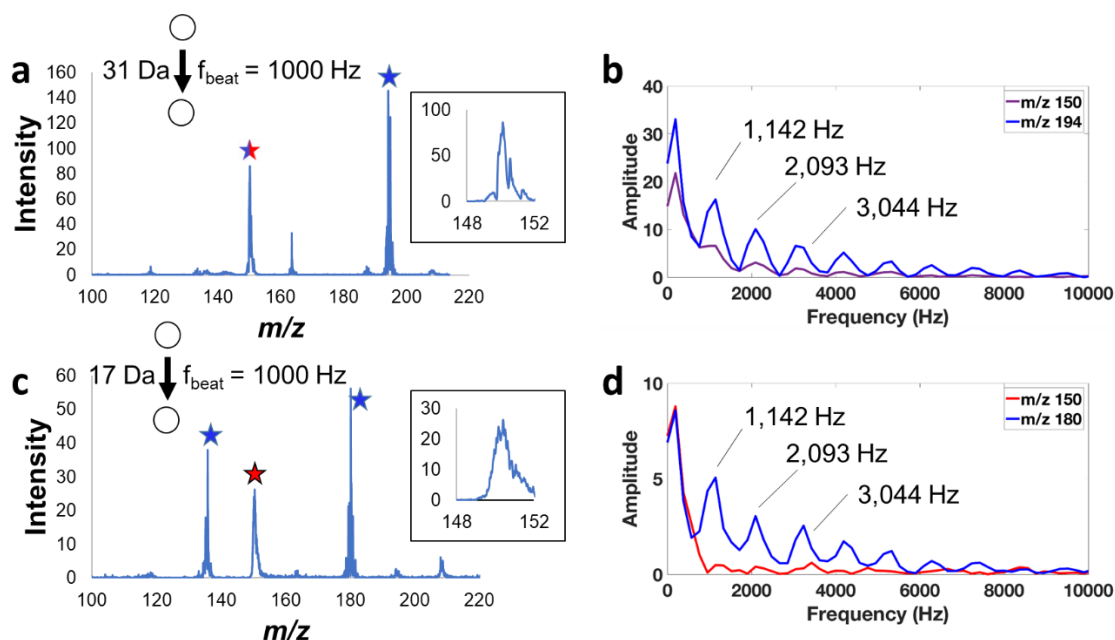 a
31 Da
f_beat = 1000 Hz
160
140
120
100
80
60
40
20
0
Intensity
100 120 140 160 180 200 220
m/z
100
50
0
148 152
b
40
30
20
10
0
Amplitude
m/z 150
m/z 194
1,142 Hz
2,093 Hz
3,044 Hz
0 2000 4000 6000 8000 10000
Frequency (Hz)
c
17 Da
f_beat = 1000 Hz
60
50
40
30
20
10
0
Intensity
100 120 140 160 180 200 220
m/z
30
20
10
0
148 152
d
10
5
0
Amplitude
m/z 150
m/z 180
1,142 Hz
2,093 Hz
3,044 Hz
0 2000 4000 6000 8000 10000
Frequency (Hz)